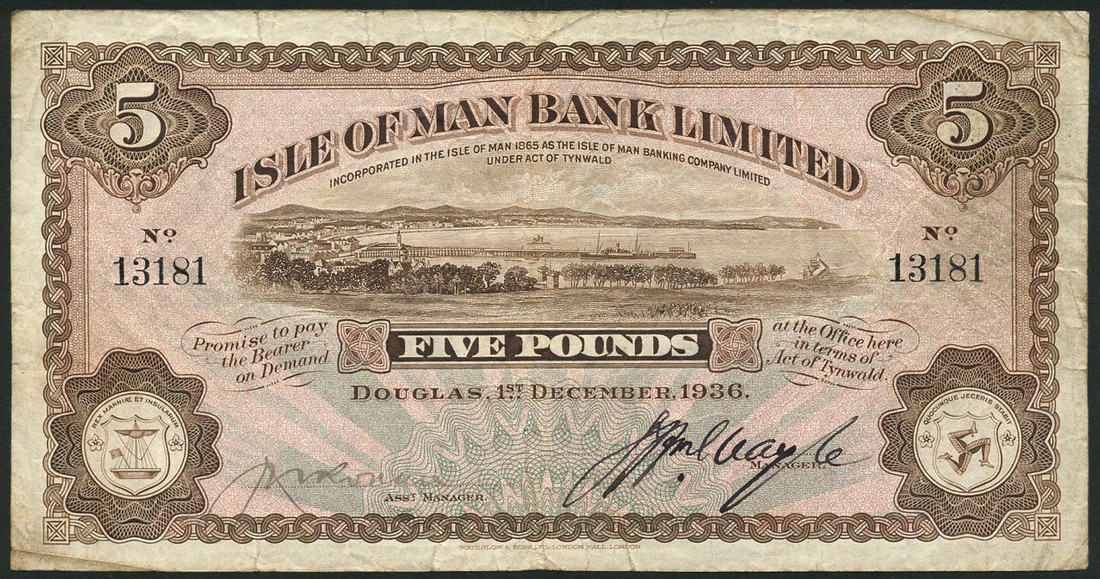 5
5
ISLE OF MAN BANK LIMITED
INCORPORATED IN THE ISLE OF MAN 1865 AS THE ISLE OF MAN BANKING COMPANY LIMITED
UNDER ACT OF TYNWALD
No
13181
No
13181
Promise to pay
the Bearer
on Demand
FIVE POUNDS
at the Office here
in terms of
Act of Tynwald.
DOUGLAS, 1ST DECEMBER, 1936.
REX MANNIÆ ET INSULARUM
QUOCUNQUE JECERIS STABIT
ASST MANAGER.
MANAGER.
WATERLOW & SONS LTD. LONDON WALL, LONDON